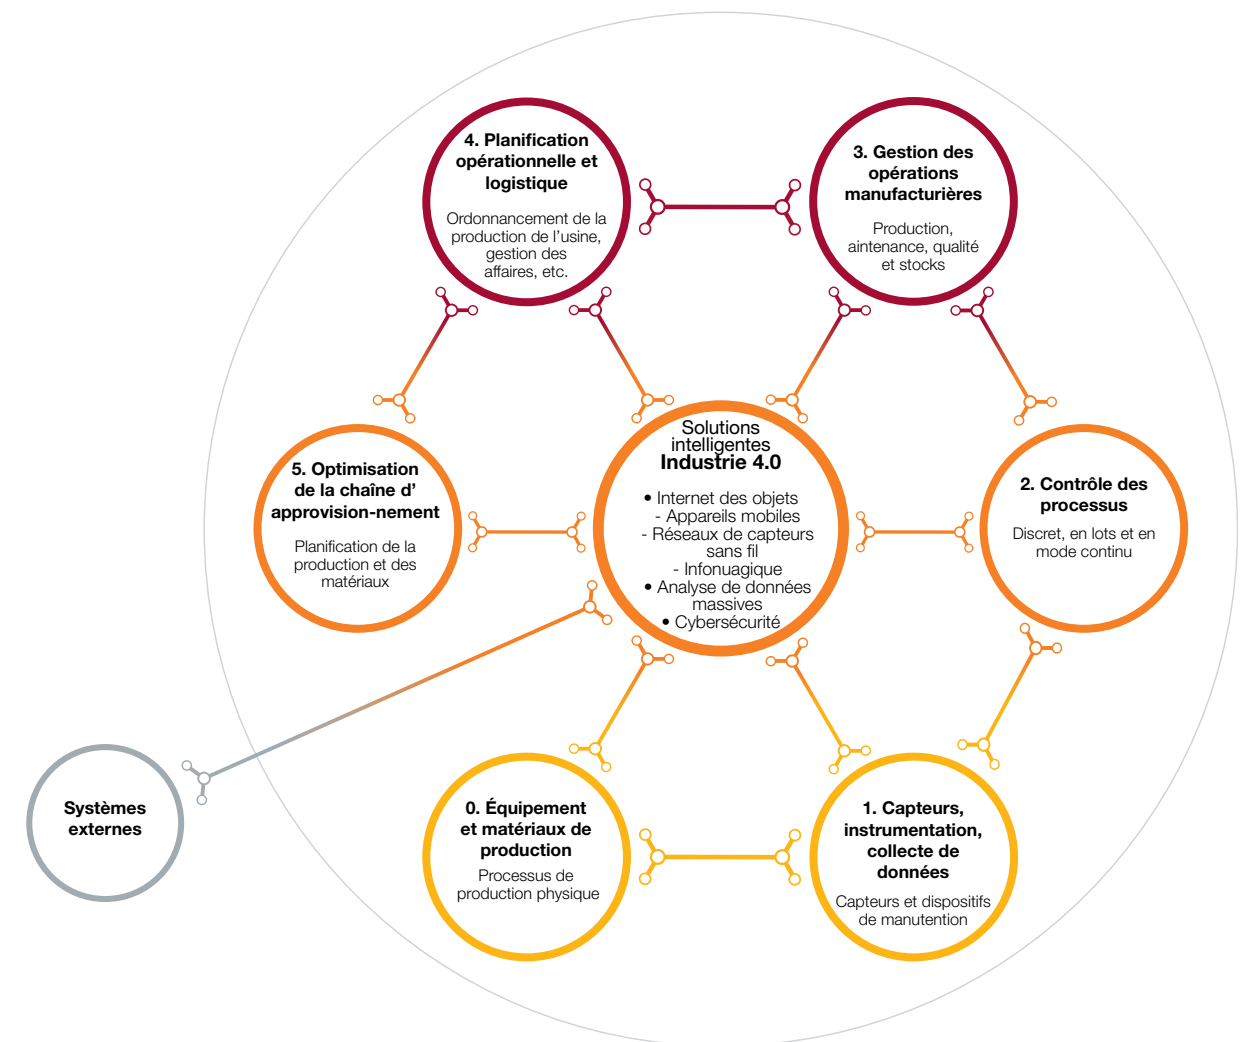 4. Planification
opérationnelle et
logistique
Ordonnancement de la
production de l’usine,
gestion des
affaires, etc.
3. Gestion des
opérations
manufacturières
Production,
aintenance, qualité
et stocks
5. Optimisation
de la chaîne d’
approvision-nement
Planification de la
production et des
matériaux
Solutions
intelligentes
Industrie 4.0
• Internet des objets
- Appareils mobiles
- Réseaux de capteurs
sans fil
- Infonuagique
• Analyse de données
massives
• Cybersécurité
2. Contrôle des
processus
Discret, en lots et en
mode continu
Systèmes
externes
0. Équipement
et matériaux de
production
Processus de
production physique
1. Capteurs,
instrumentation,
collecte de
données
Capteurs et dispositifs
de manutention